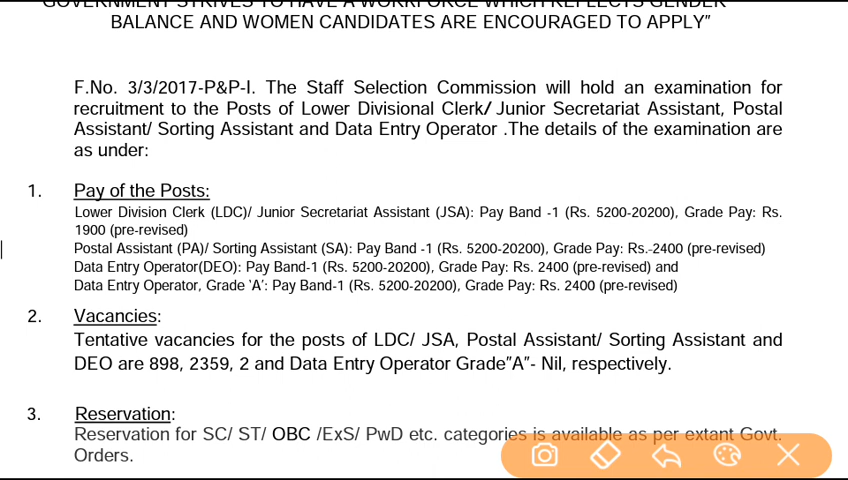 GOVERNMENT STRIVES TO HAVE A WORKFORCE WHICH REFLECTS GENDER
BALANCE AND WOMEN CANDIDATES ARE ENCOURAGED TO APPLY”
F.No. 3/3/2017-P&P-I. The Staff Selection Commission will hold an examination for
recruitment to the Posts of Lower Divisional Clerk/ Junior Secretariat Assistant, Postal
Assistant/ Sorting Assistant and Data Entry Operator .The details of the examination are
as under:
1. Pay of the Posts:
Lower Division Clerk (LDC)/ Junior Secretariat Assistant (JSA): Pay Band -1 (Rs. 5200-20200), Grade Pay: Rs.
1900 (pre-revised)
Postal Assistant (PA)/ Sorting Assistant (SA): Pay Band -1 (Rs. 5200-20200), Grade Pay: Rs.-2400 (pre-revised)
Data Entry Operator(DEO): Pay Band-1 (Rs. 5200-20200), Grade Pay: Rs. 2400 (pre-revised) and
Data Entry Operator, Grade ‘A’: Pay Band-1 (Rs. 5200-20200), Grade Pay: Rs. 2400 (pre-revised)
2. Vacancies:
Tentative vacancies for the posts of LDC/ JSA, Postal Assistant/ Sorting Assistant and
DEO are 898, 2359, 2 and Data Entry Operator Grade”A”- Nil, respectively.
3. Reservation:
Reservation for SC/ ST/ OBC /ExS/ PwD etc. categories is available as per extant Govt.
Orders.